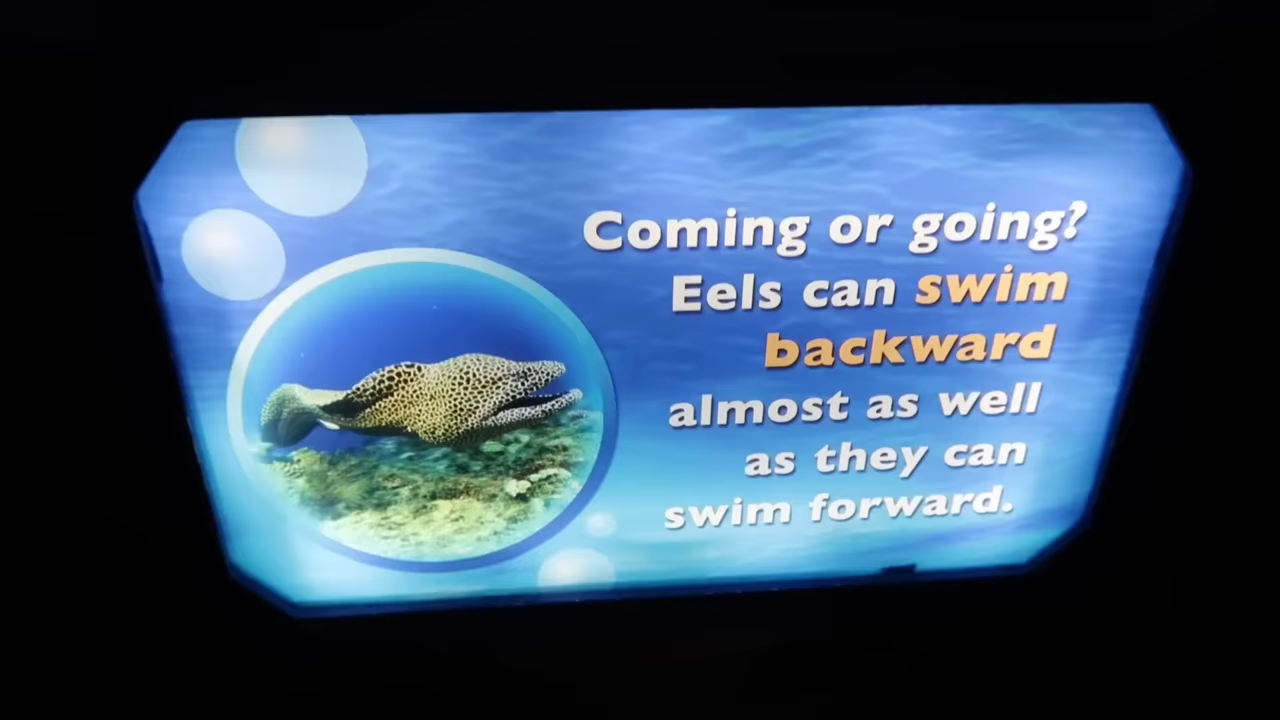 Coming or going?
Eels can swim
backward
almost as well
as they can
swim forward.